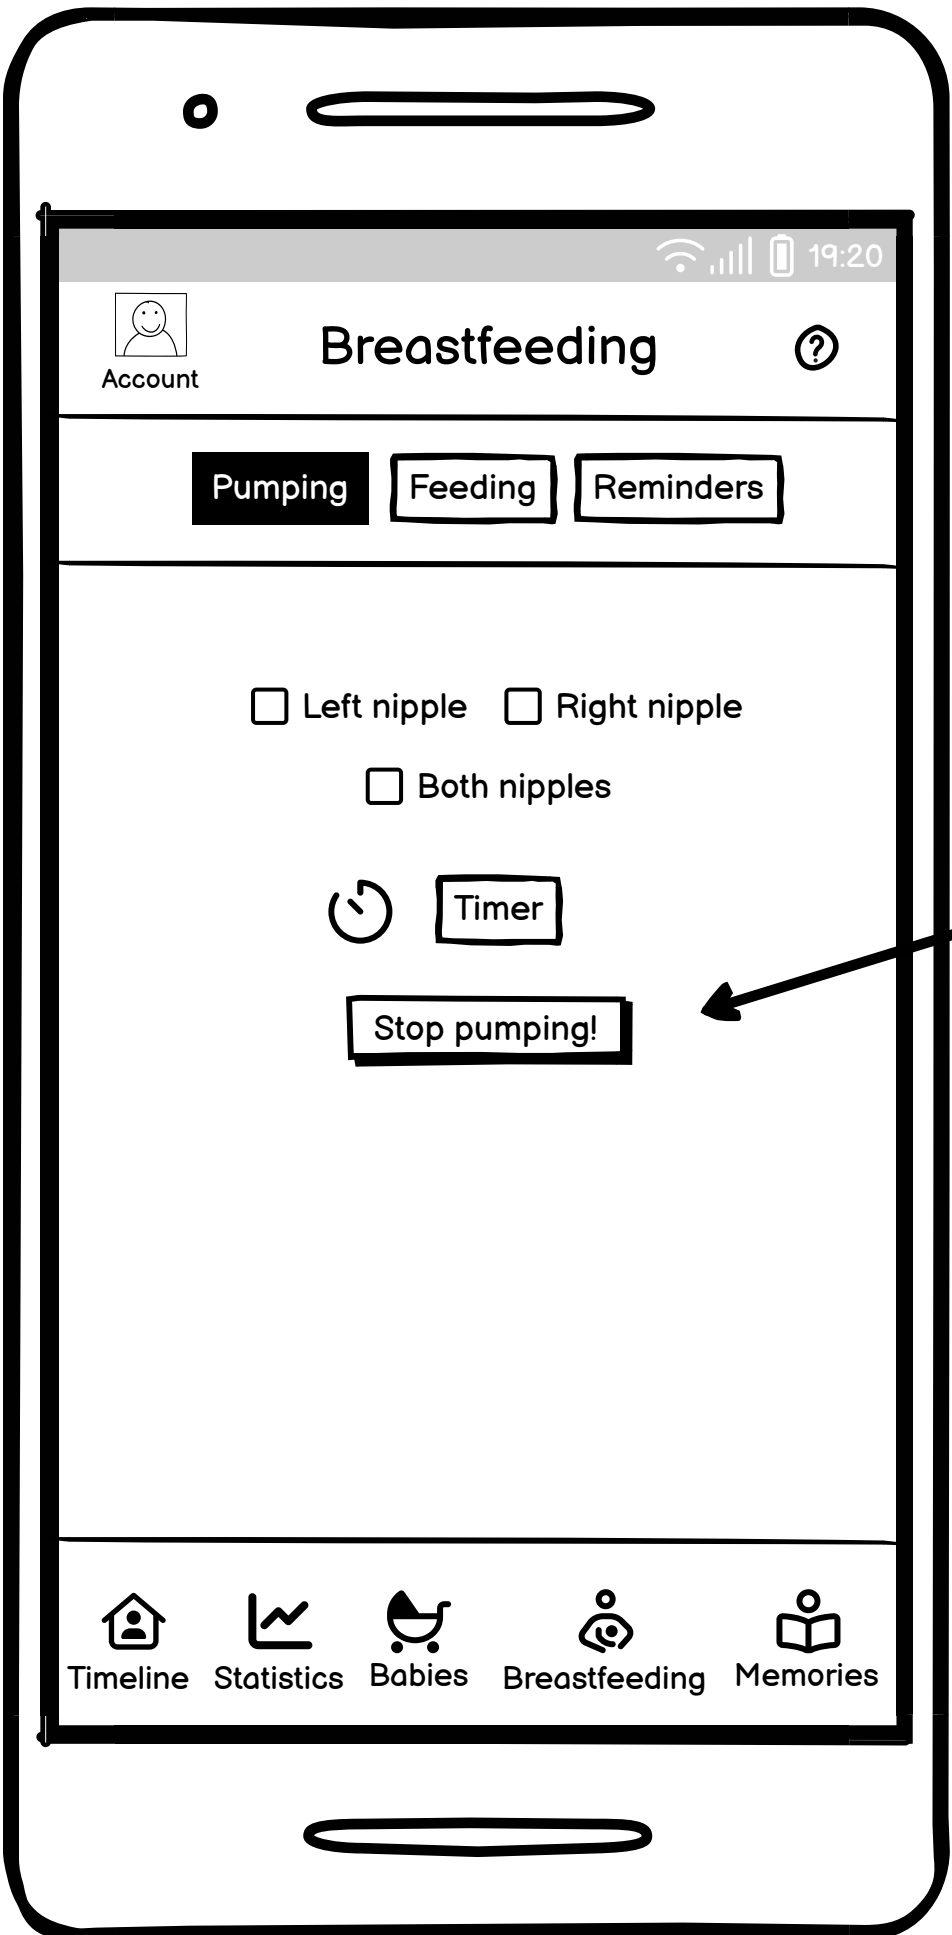 19:20
Account
Breastfeeding
Pumping Feeding Reminders
Left nipple Right nipple
Both nipples
Timer
Stop pumping!
Timeline Statistics Babies Breastfeeding Memories